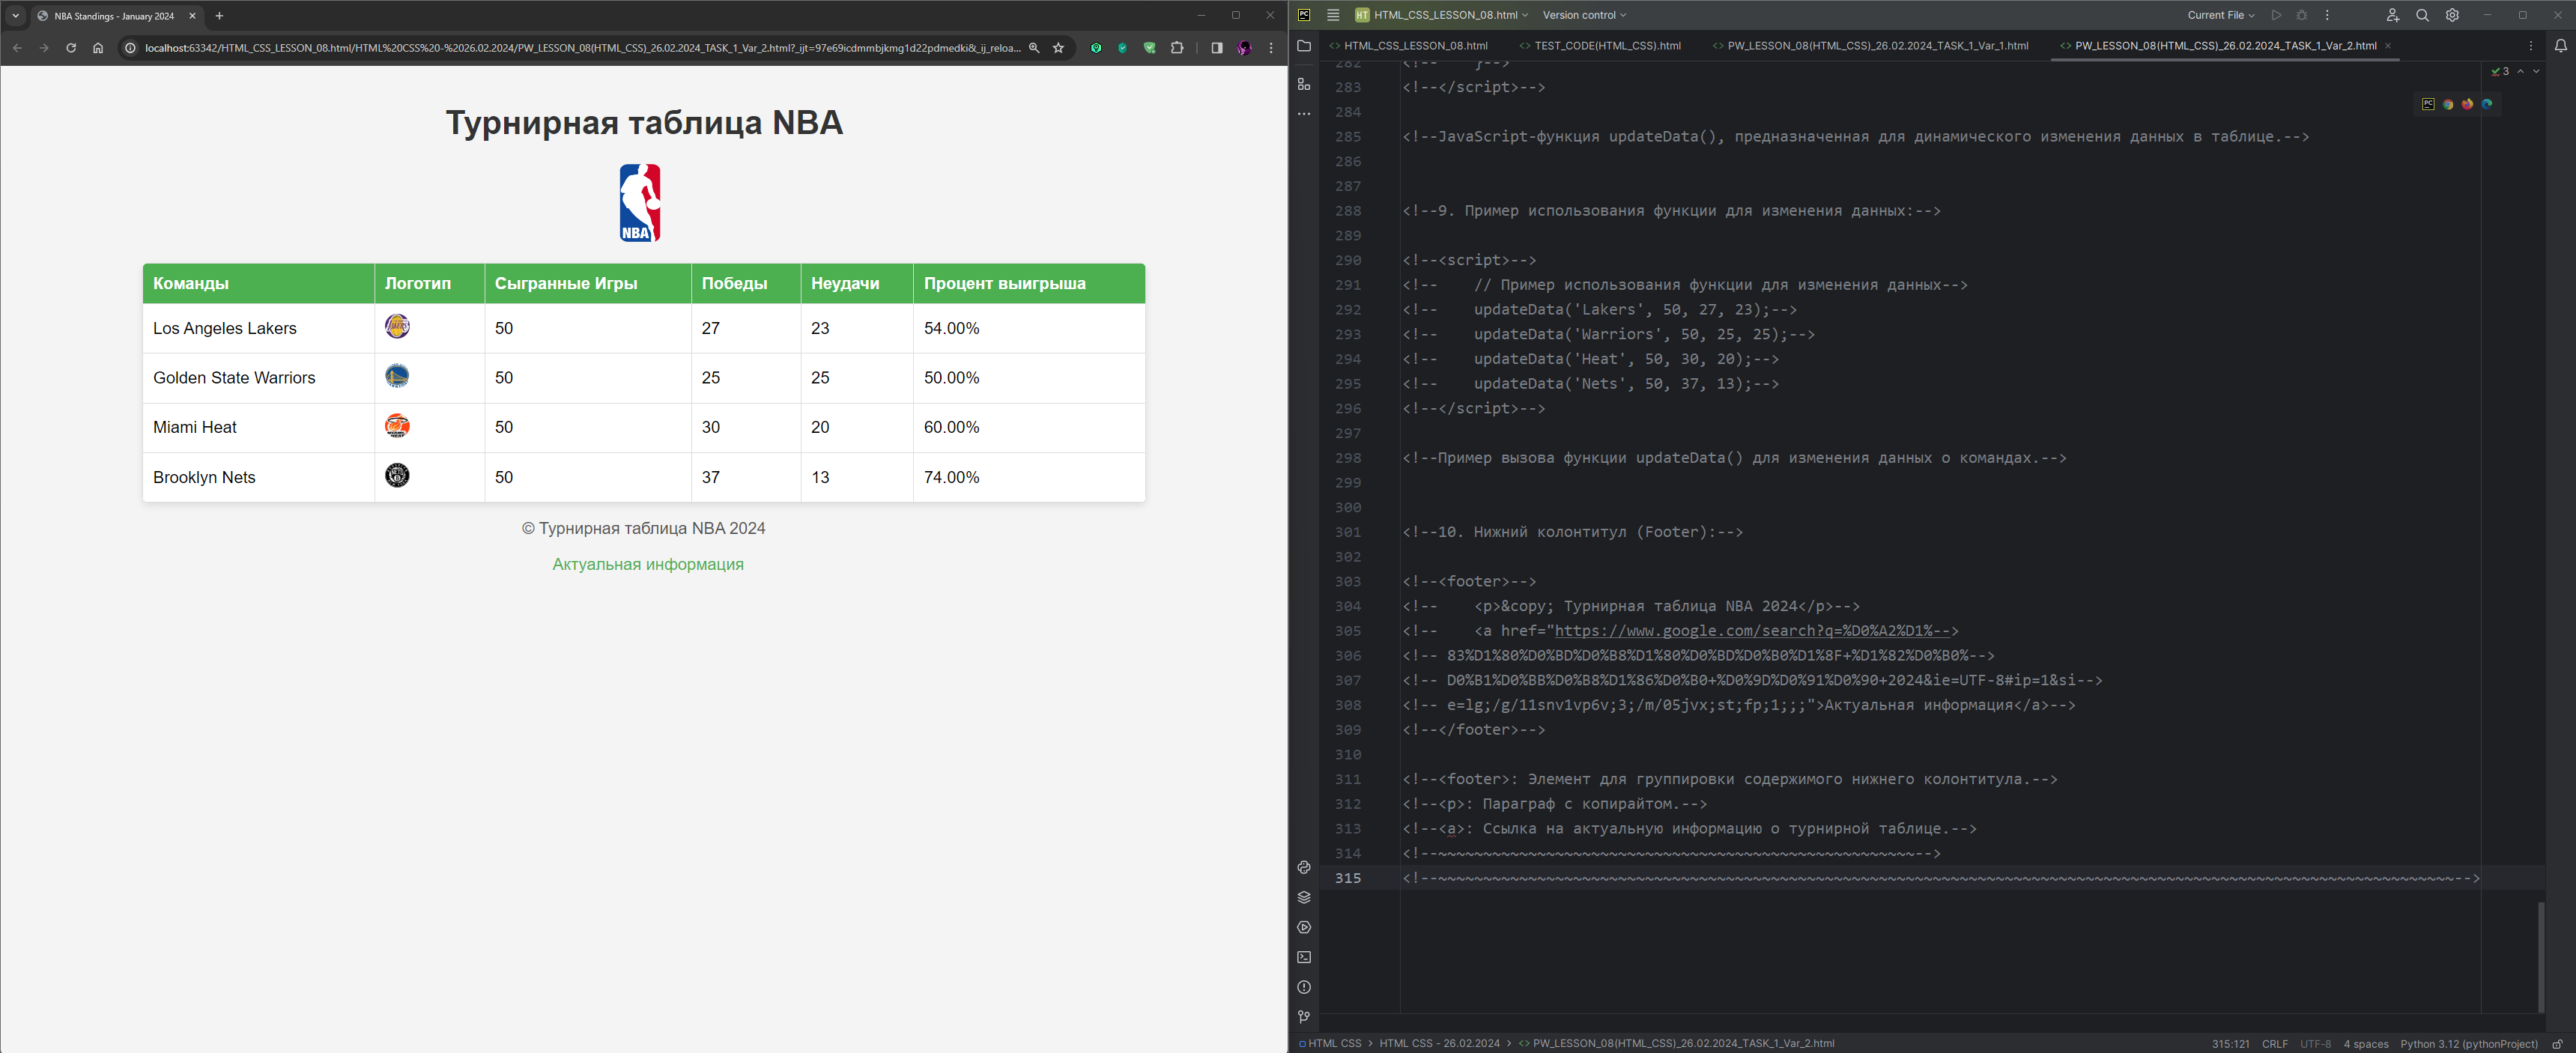 NBA Standings - January 2024
localhost:63342/HTML_CSS_LESSON_08.html/HTML%20CSS%20-%2026.02.2024/PW_LESSON_08(HTML_CSS)_26.02.2024_TASK_1_Var_2.html?_ijt=97e69icdmmbjkmg1d22pdmedki&_ij_reloa...
Турнирная таблица NBA
NBA
Команды Логотип Сыгранные Игры Победы Неудачи Процент выигрыша
Los Angeles Lakers 50 27 23 54.00%
Golden State Warriors 50 25 25 50.00%
Miami Heat 50 30 20 60.00%
Brooklyn Nets 50 37 13 74.00%
© Турнирная таблица NBA 2024
Актуальная информация
PC HT HTML_CSS_LESSON_08.html Version control Current File
HTML_CSS_LESSON_08.html TEST_CODE(HTML_CSS).html PW_LESSON_08(HTML_CSS)_26.02.2024_TASK_1_Var_1.html PW_LESSON_08(HTML_CSS)_26.02.2024_TASK_1_Var_2.html
3
282 <!-- }-->
283 <!--</script>-->
284
285 <!--JavaScript-функция updateData(), предназначенная для динамического изменения данных в таблице.-->
286
287
288 <!--9. Пример использования функции для изменения данных:-->
289
290 <!--<script>-->
291 <!--    // Пример использования функции для изменения данных-->
292 <!--    updateData('Lakers', 50, 27, 23);-->
293 <!--    updateData('Warriors', 50, 25, 25);-->
294 <!--    updateData('Heat', 50, 30, 20);-->
295 <!--    updateData('Nets', 50, 37, 13);-->
296 <!--</script>-->
297
298 <!--Пример вызова функции updateData() для изменения данных о командах.-->
299
300
301 <!--10. Нижний колонтитул (Footer):-->
302
303 <!--<footer>-->
304 <!--    <p>&copy; Турнирная таблица NBA 2024</p>-->
305 <!--    <a href="https://www.google.com/search?q=%D0%A2%D1%-->
306 <!-- 83%D1%80%D0%BD%D0%B8%D1%80%D0%BD%D0%B0%D1%8F+%D1%82%D0%B0%-->
307 <!-- D0%B1%D0%BB%D0%B8%D1%86%D0%B0+%D0%9D%D0%91%D0%90+2024&ie=UTF-8#ip=1&si-->
308 <!-- e=lg;/g/11snv1vp6v;3;/m/05jvx;st;fp;1;;;">Актуальная информация</a>-->
309 <!--</footer>-->
310
311 <!--<footer>: Элемент для группировки содержимого нижнего колонтитула.-->
312 <!--<p>: Параграф с копирайтом.-->
313 <!--<a>: Ссылка на актуальную информацию о турнирной таблице.-->
314 <!--~~~~~~~~~~~~~~~~~~~~~~~~~~~~~~~~~~~~~~~~~~~~~~~~~~~~~-->
315 <!--~~~~~~~~~~~~~~~~~~~~~~~~~~~~~~~~~~~~~~~~~~~~~~~~~~~~~~~~~~~~~~~~~~~~~~~~~~~~~~~~~~~~~~~~~~~~~~~~~~~~~~~~~~~~~~~~~-->
HTML CSS > HTML CSS - 26.02.2024 > PW_LESSON_08(HTML_CSS)_26.02.2024_TASK_1_Var_2.html 315:121 CRLF UTF-8 4 spaces Python 3.12 (pythonProject)